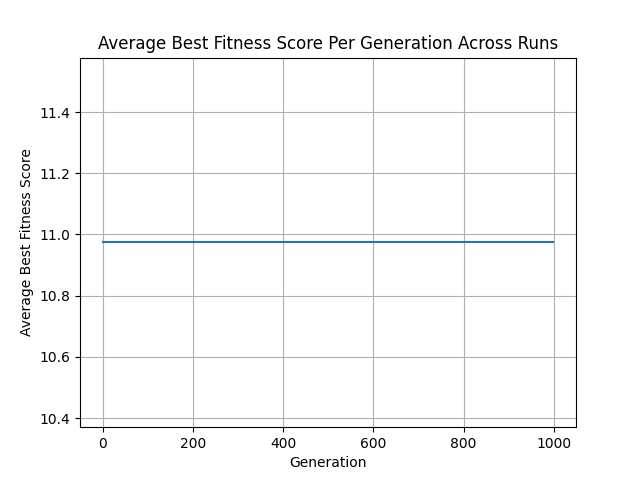 Average Best Fitness Score Per Generation Across Runs
11.4
11.2
11.0
10.8
10.6
10.4
Average Best Fitness Score
0 200 400 600 800 1000
Generation